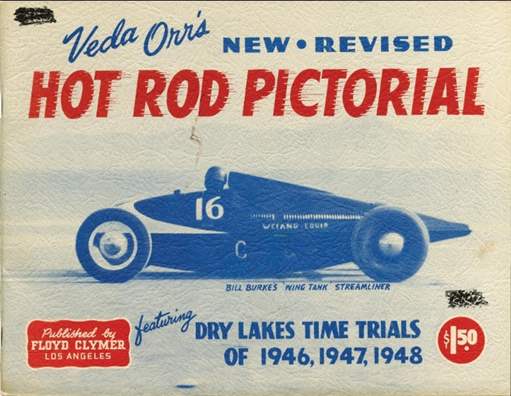 Veda Orr's NEW • REVISED
HOT ROD PICTORIAL
16
WEIAND EQUIP
C
BILL BURKE'S WING TANK STREAMLINER
Published by
FLOYD CLYMER
LOS ANGELES
featuring
DRY LAKES TIME TRIALS
OF 1946, 1947, 1948
$1.50